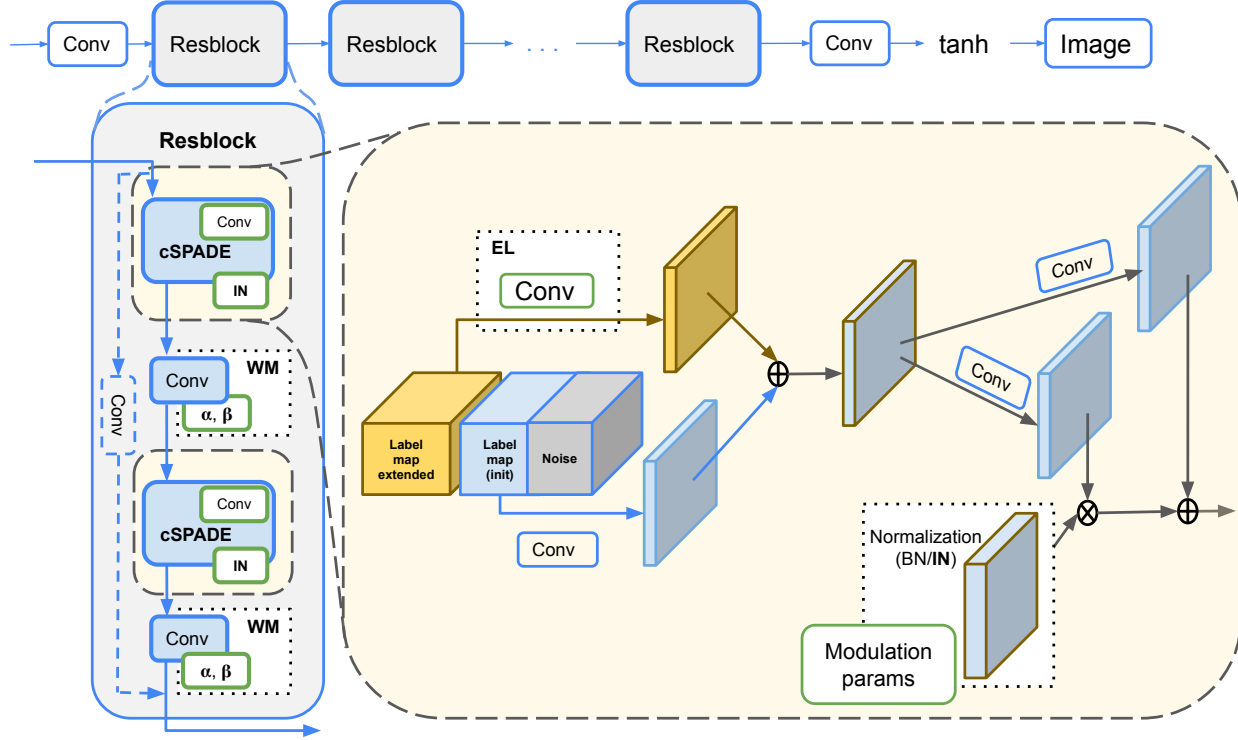 Conv
Resblock
Resblock
. . .
Resblock
Conv
tanh
Image
Resblock
Conv
cSPADE
IN
Conv
WM
α, β
Conv
Conv
cSPADE
IN
Conv
WM
α, β
EL
Conv
Label
map
extended
Label
map
(init)
Noise
Conv
Conv
Conv
Normalization
(BN/IN)
Modulation
params